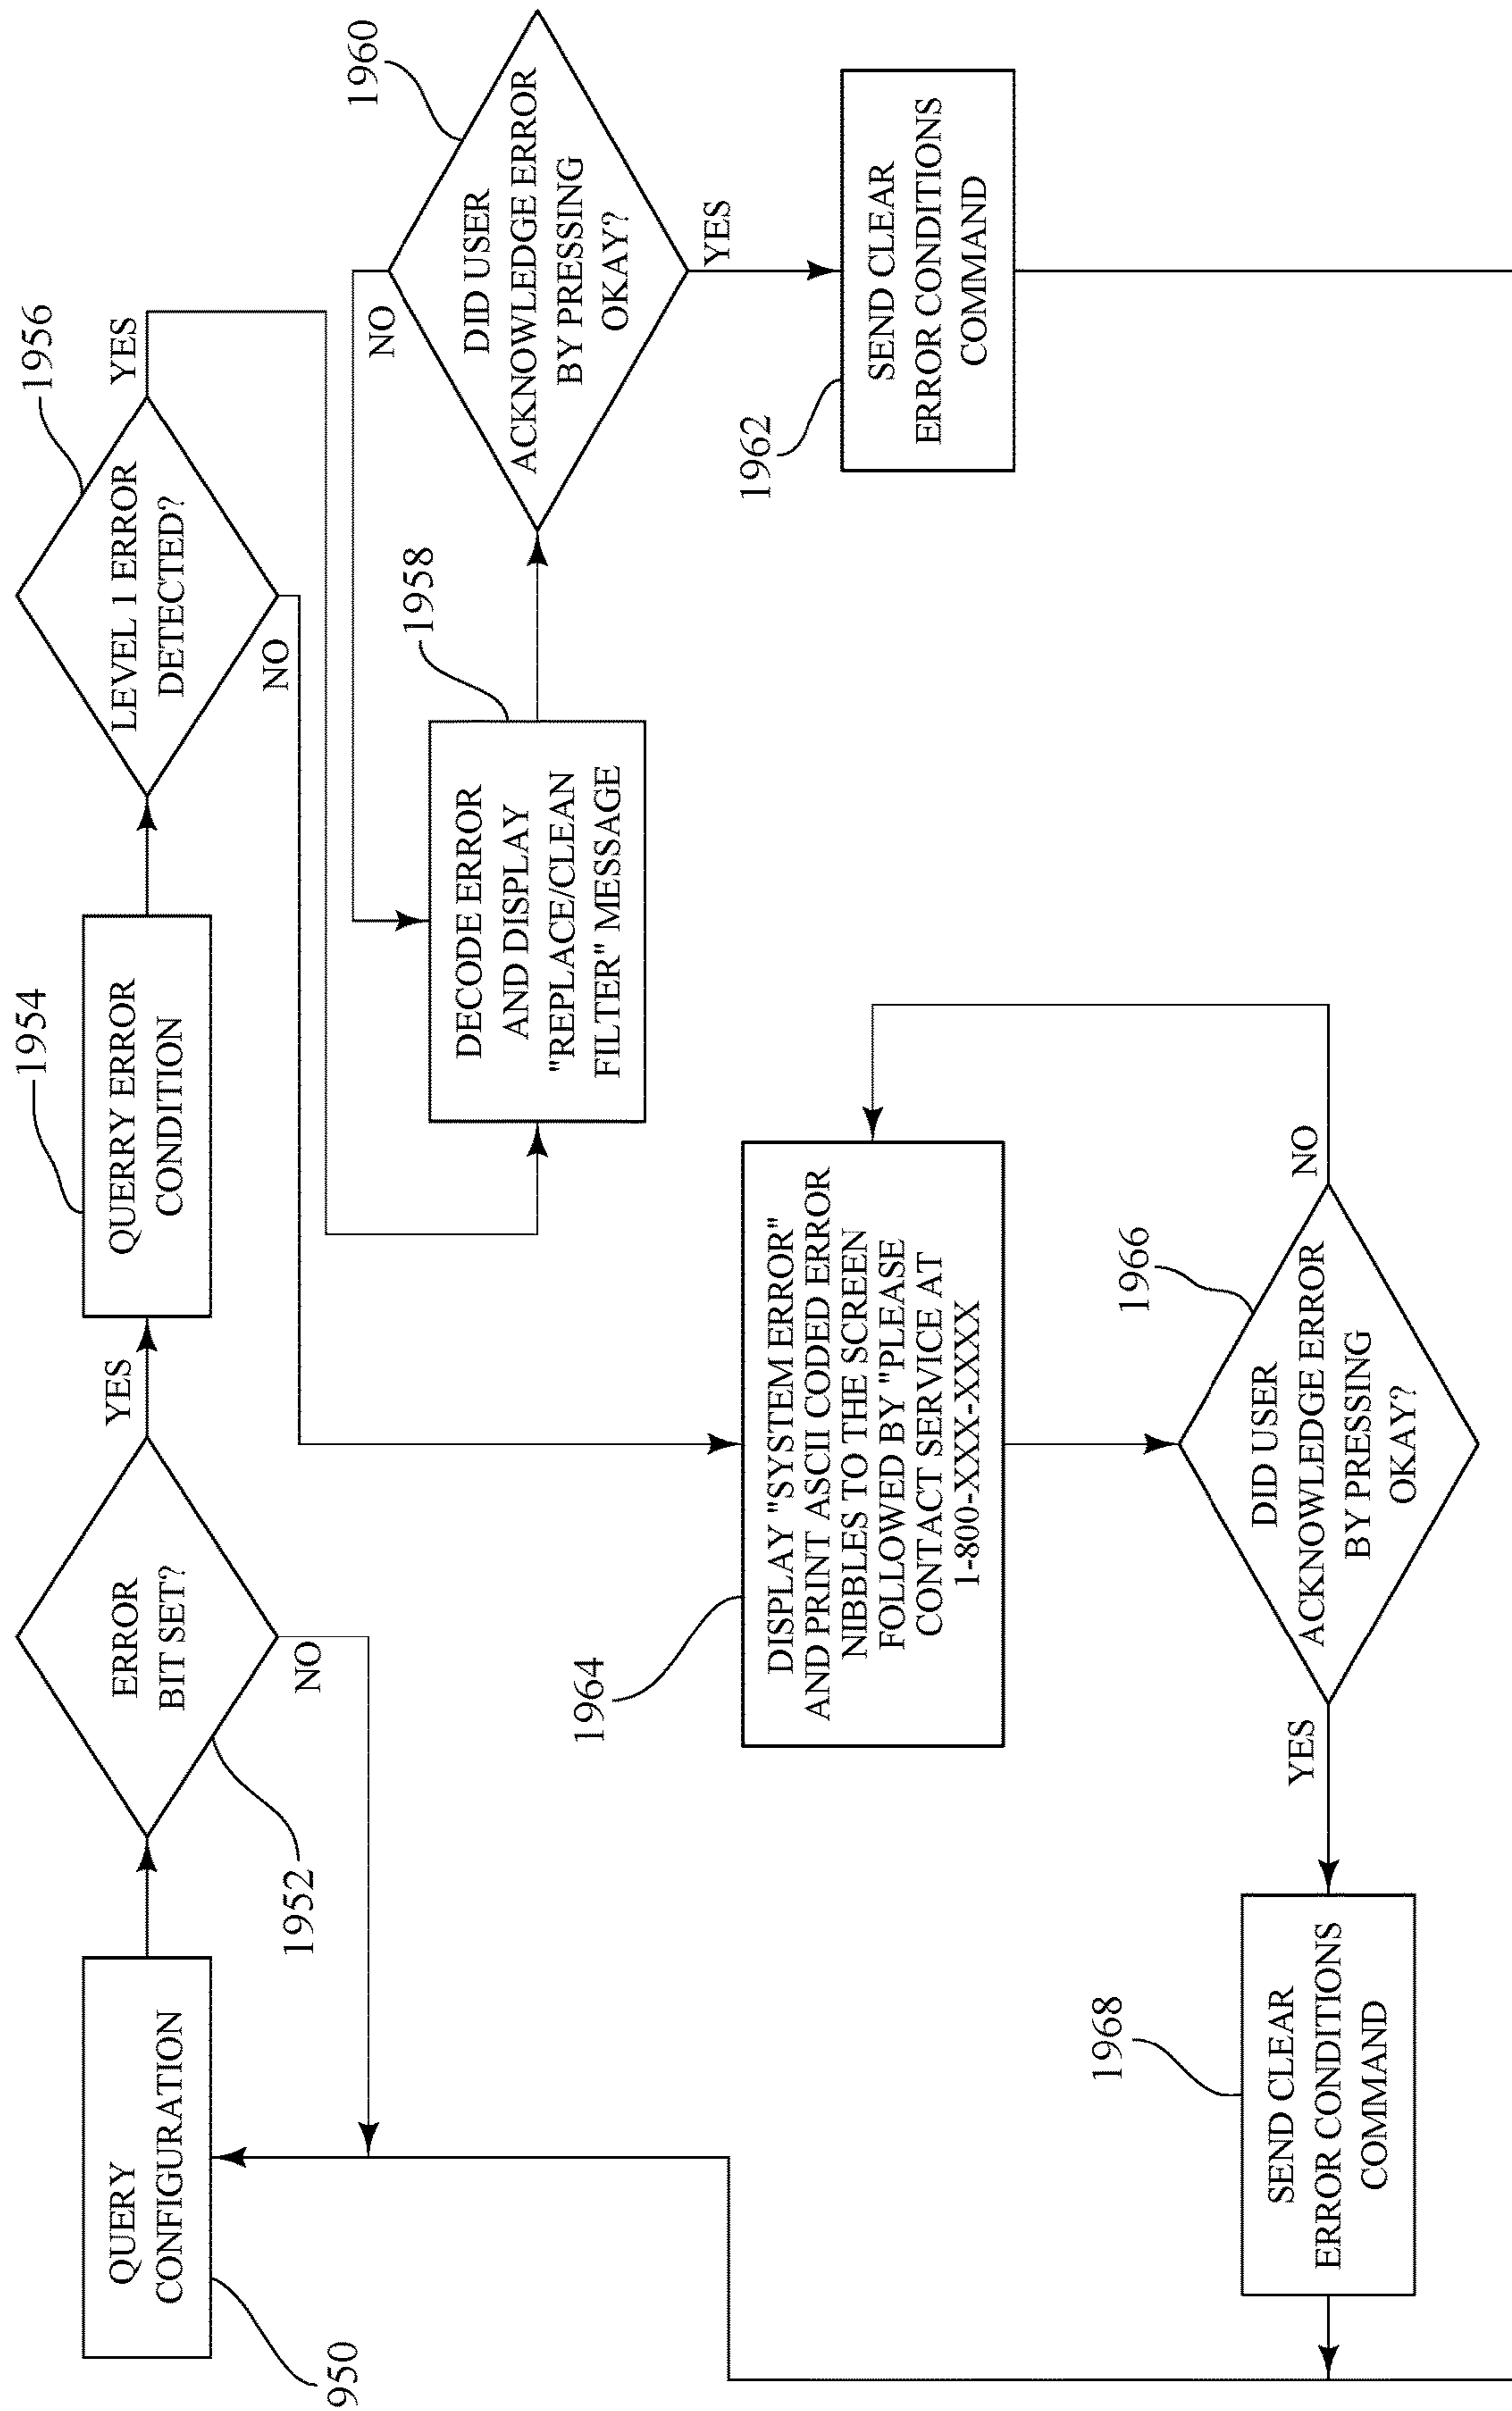 QUERY
CONFIGURATION
950
ERROR
BIT SET?
1952
YES
NO
QUERRY ERROR
CONDITION
1954
LEVEL 1 ERROR
DETECTED?
1956
YES
NO
DECODE ERROR
AND DISPLAY
"REPLACE/CLEAN
FILTER" MESSAGE
1958
DID USER
ACKNOWLEDGE ERROR
BY PRESSING
OKAY?
1960
NO
YES
SEND CLEAR
ERROR CONDITIONS
COMMAND
1962
DISPLAY "SYSTEM ERROR"
AND PRINT ASCII CODED ERROR
NIBBLES TO THE SCREEN
FOLLOWED BY "PLEASE
CONTACT SERVICE AT
1-800-XXX-XXXX
1964
DID USER
ACKNOWLEDGE ERROR
BY PRESSING
OKAY?
1966
NO
YES
SEND CLEAR
ERROR CONDITIONS
COMMAND
1968